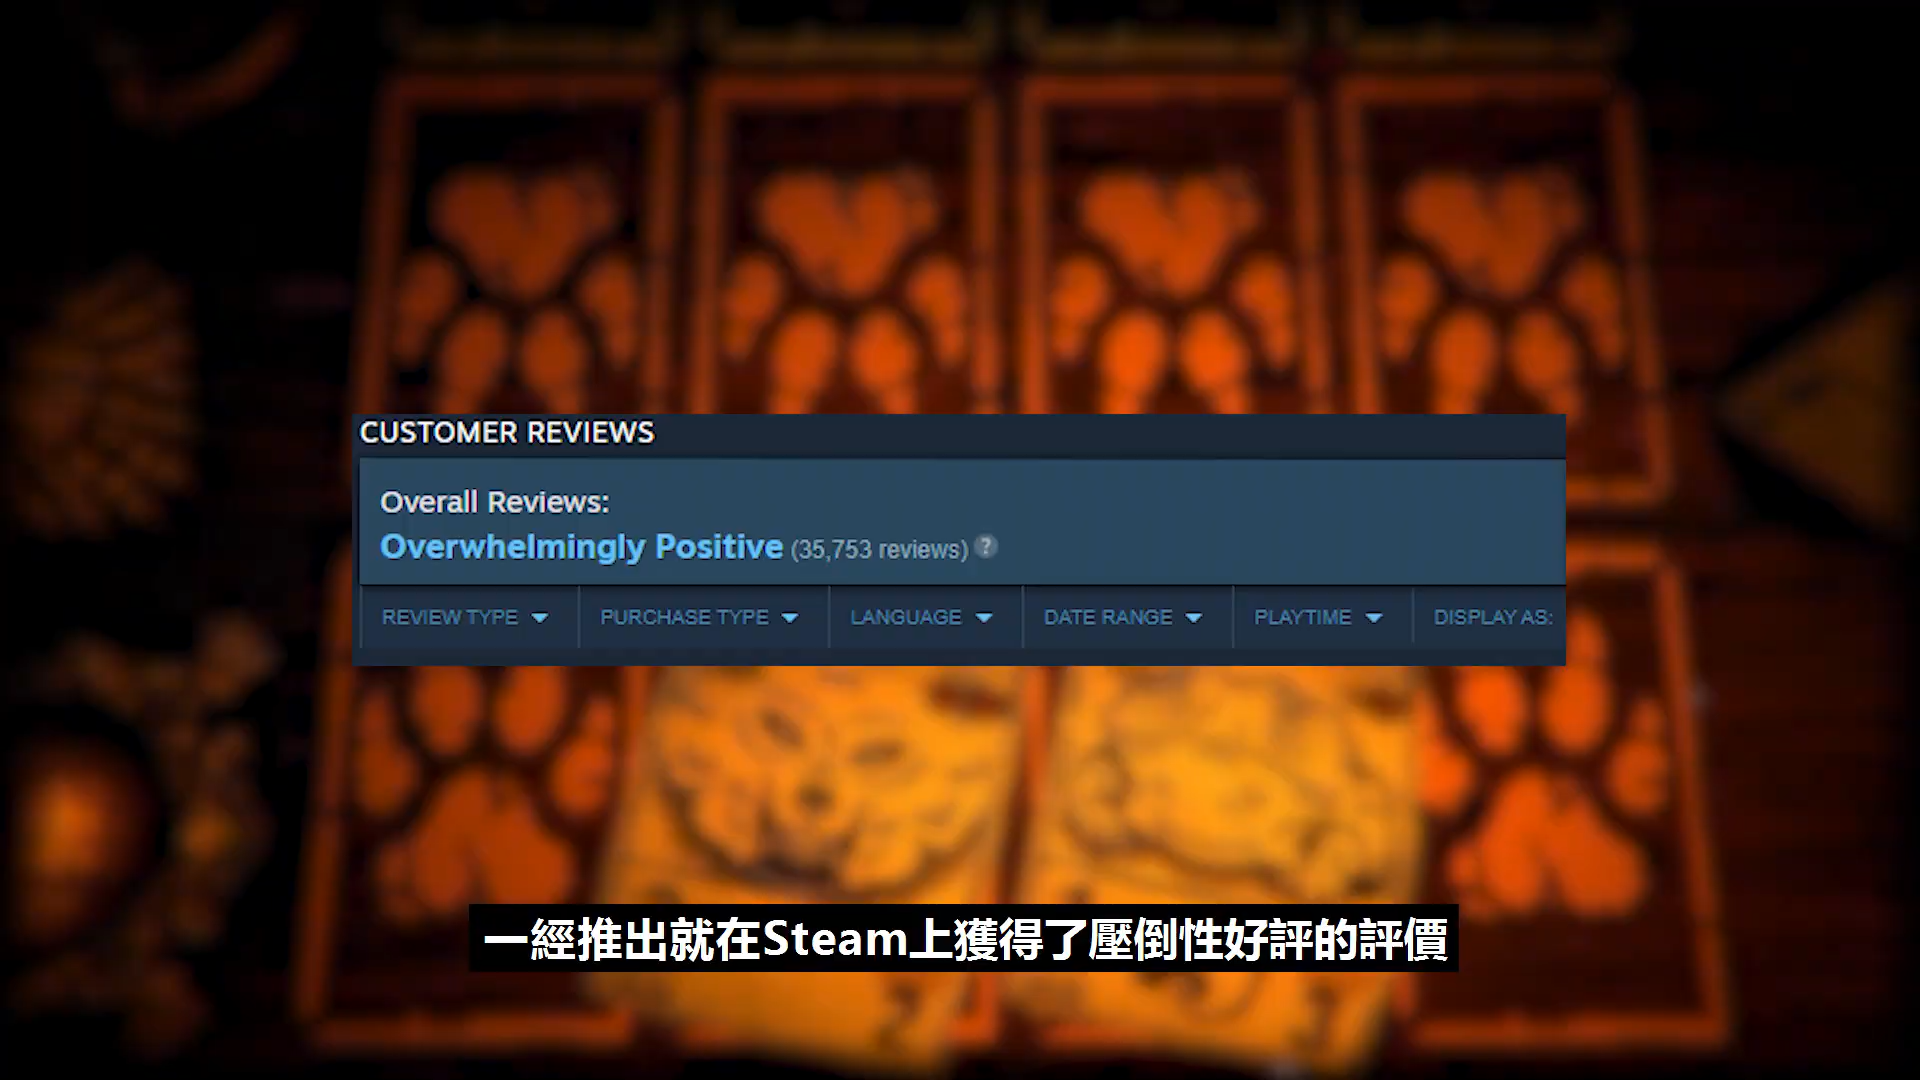 CUSTOMER REVIEWS
Overall Reviews:
Overwhelmingly Positive (35,753 reviews) ?
REVIEW TYPE PURCHASE TYPE LANGUAGE DATE RANGE PLAYTIME DISPLAY AS:
2 3
一經推出就在Steam上獲得了壓倒性好評的評價